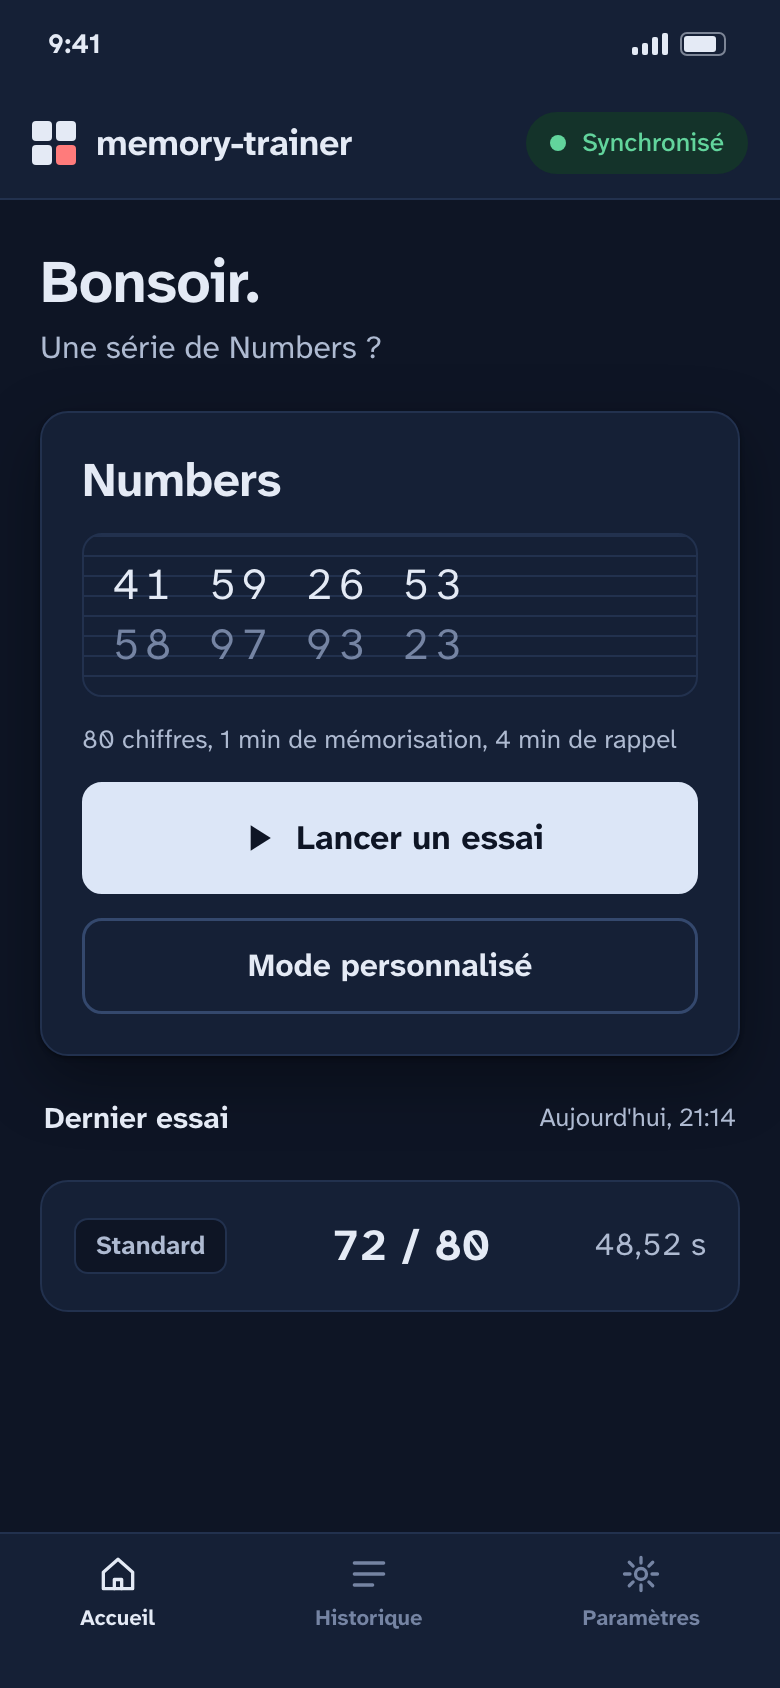 9:41
memory-trainer
Synchronisé
Bonsoir.
Une série de Numbers ?
Numbers
41 59 26 53
58 97 93 23
80 chiffres, 1 min de mémorisation, 4 min de rappel
Lancer un essai
Mode personnalisé
Dernier essai
Aujourd'hui, 21:14
Standard
72 / 80
48,52 s
Accueil
Historique
Paramètres